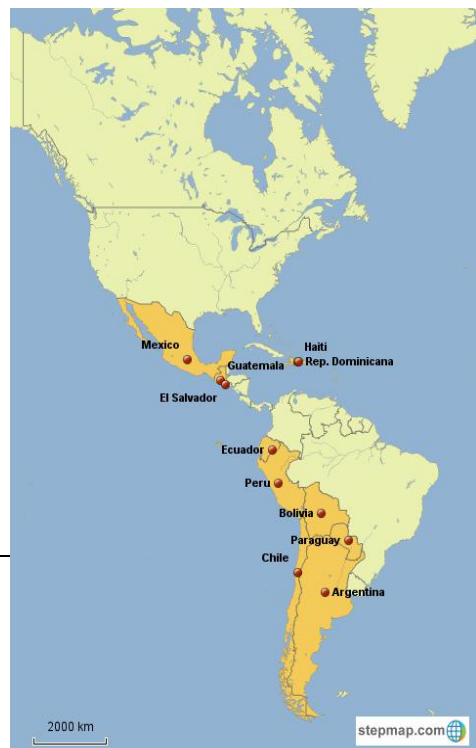 Haiti
Mexico
Rep. Dominicana
Guatemala
El Salvador
Ecuador
Peru
Bolivia
Paraguay
Chile
Argentina
2000 km
stepmap.com